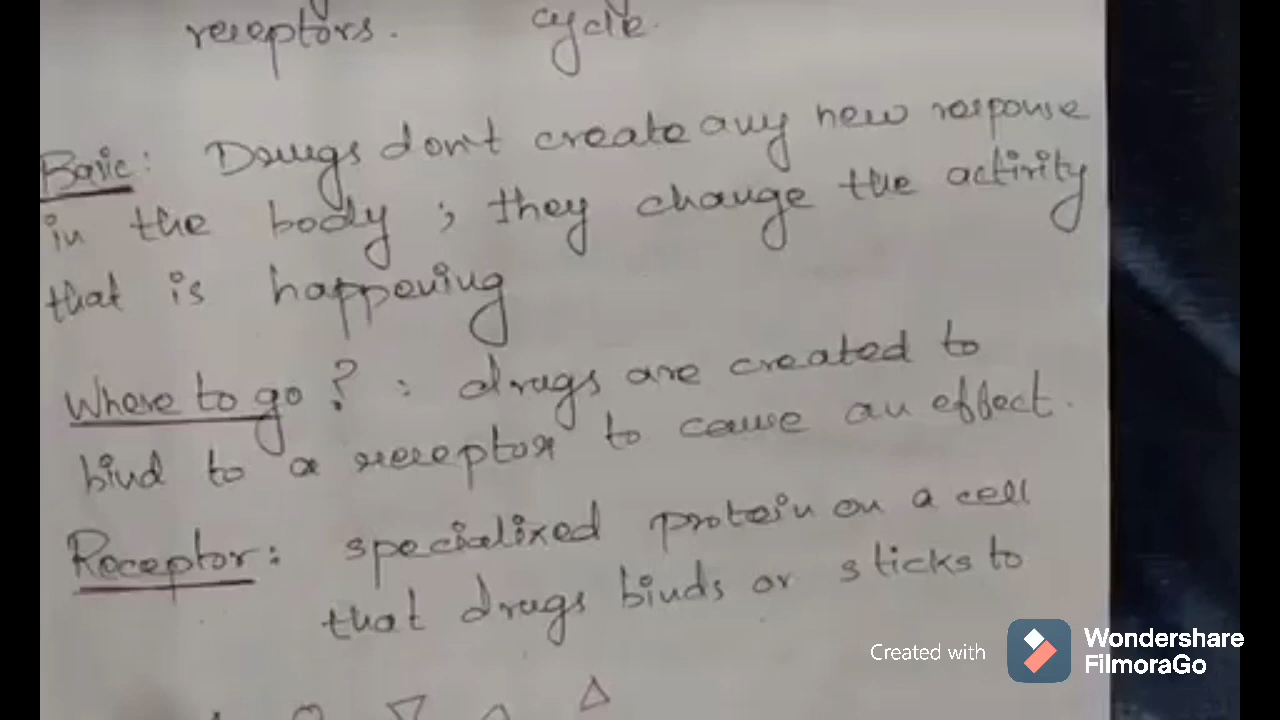 receptors. cycle.
Basic: Drugs don't create any new response
in the body ; they change the activity
that is happening
Where to go? : drugs are created to
bind to a receptor to cause an effect.
Receptor: specialized protein on a cell
that drugs binds or sticks to
Created with
Wondershare
FilmoraGo